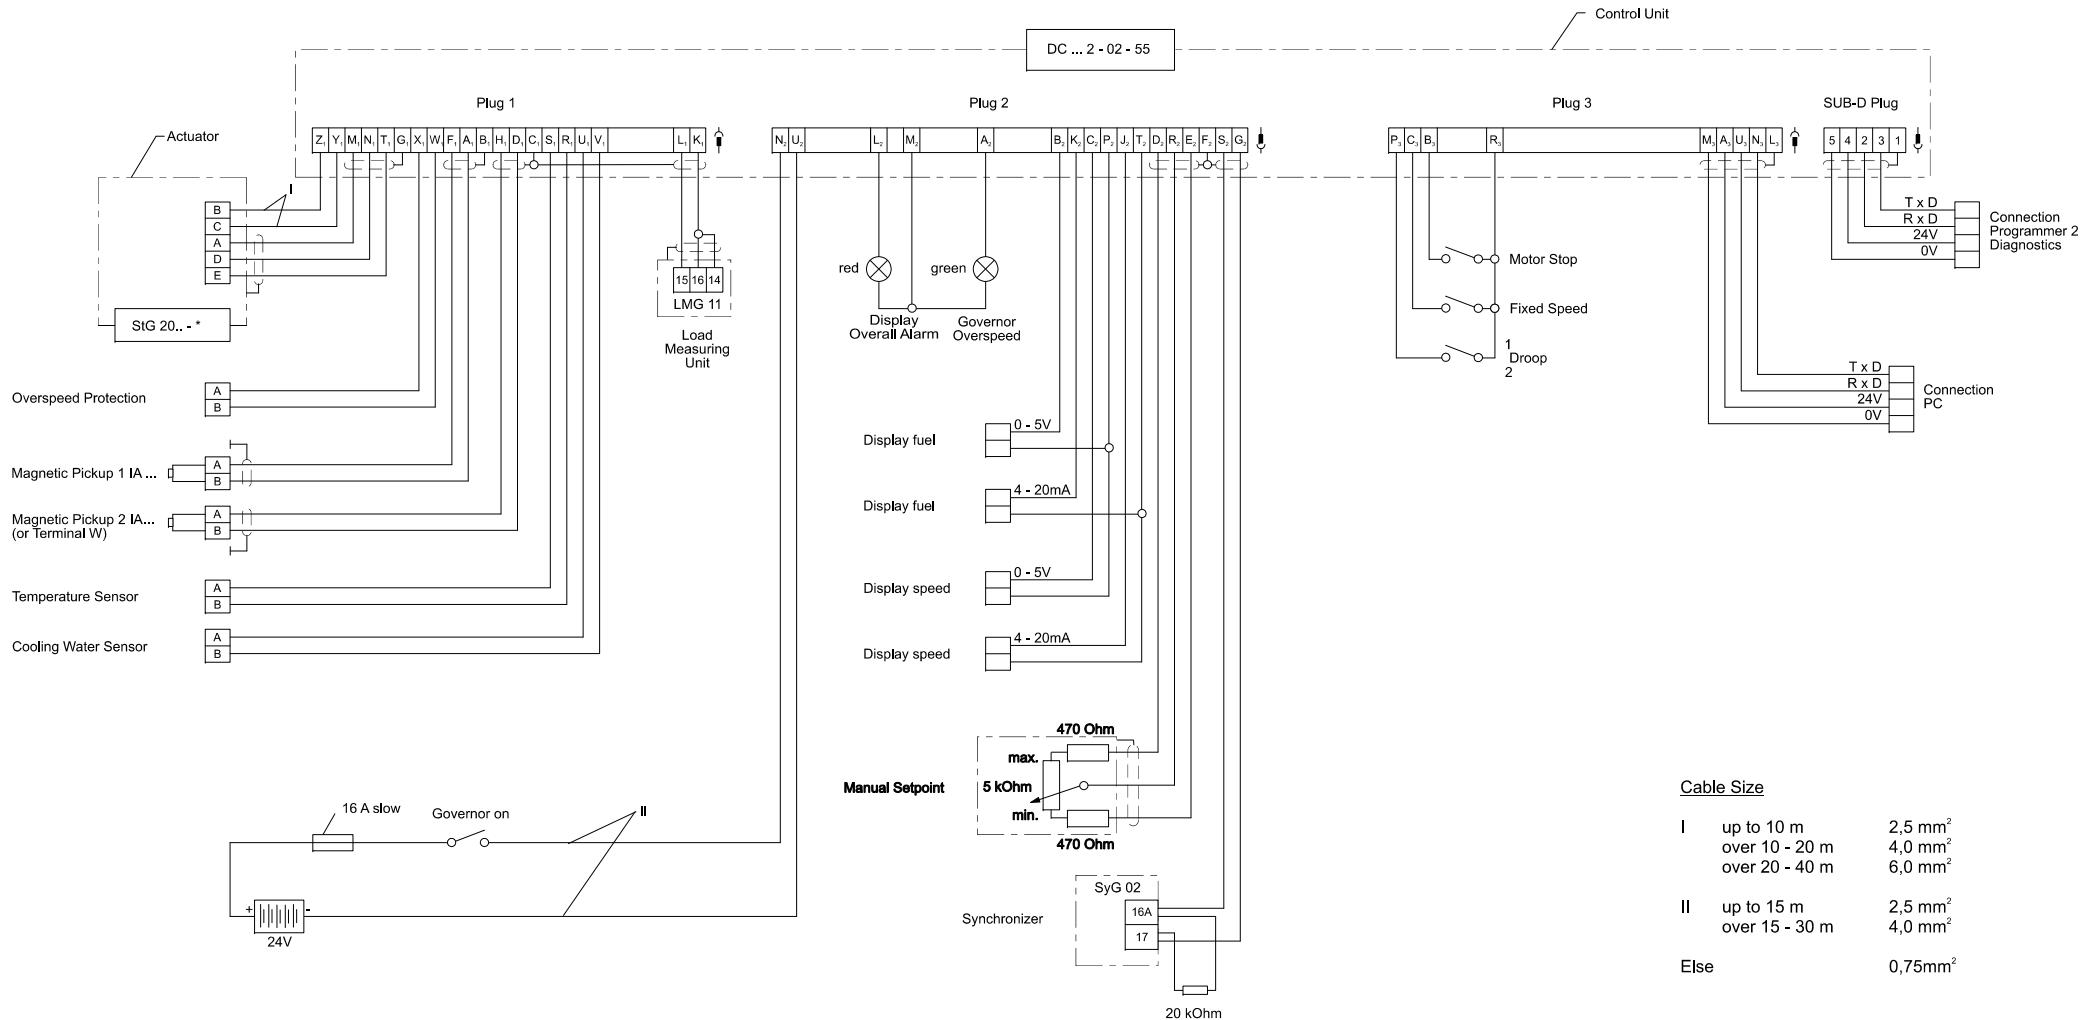 Control Unit
DC ... 2 - 02 - 55
Plug 1
Plug 2
Plug 3
SUB-D Plug
Actuator
Z₁ Y₁ M₁ N₁ T₁ G₁ X₁ W₁ F₁ A₁ B₁ H₁ D₁ C₁ S₁ R₁ U₁ V₁ L₁ K₁
N₂ U₂ L₂ M₂ A₂ B₂ K₂ C₂ P₂ J₂ T₂ D₂ R₂ E₂ F₂ S₂ G₂
P₃ C₃ B₃ R₃ M₃ A₃ U₃ N₃ L₃
5 4 2 3 1
I
B
C
A
D
E
StG 20.. - *
15 16 14
LMG 11
Load
Measuring
Unit
red
green
Display
Overall Alarm
Governor
Overspeed
Motor Stop
Fixed Speed
1
Droop
2
T x D
R x D
24V
0V
Connection
Programmer 2
Diagnostics
T x D
R x D
24V
0V
Connection
PC
Overspeed Protection
A
B
Magnetic Pickup 1 IA ...
A
B
Magnetic Pickup 2 IA...
(or Terminal W)
A
B
Temperature Sensor
A
B
Cooling Water Sensor
A
B
Display fuel
0 - 5V
Display fuel
4 - 20mA
Display speed
0 - 5V
Display speed
4 - 20mA
470 Ohm
max.
Manual Setpoint
5 kOhm
min.
470 Ohm
16 A slow
Governor on
II
+
-
24V
SyG 02
Synchronizer
16A
17
20 kOhm
Cable Size
I up to 10 m 2,5 mm²
over 10 - 20 m 4,0 mm²
over 20 - 40 m 6,0 mm²
II up to 15 m 2,5 mm²
over 15 - 30 m 4,0 mm²
Else 0,75mm²